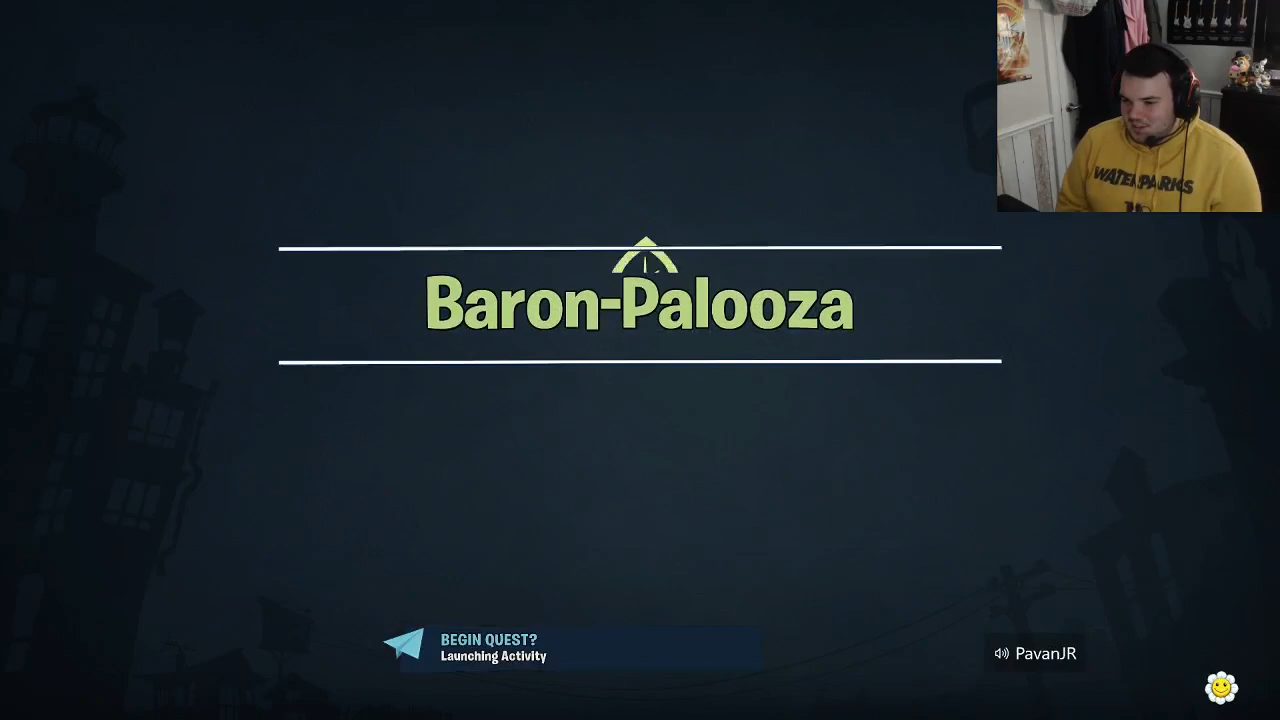 WATERPARKS
Baron-Palooza
BEGIN QUEST?
Launching Activity
PavanJR